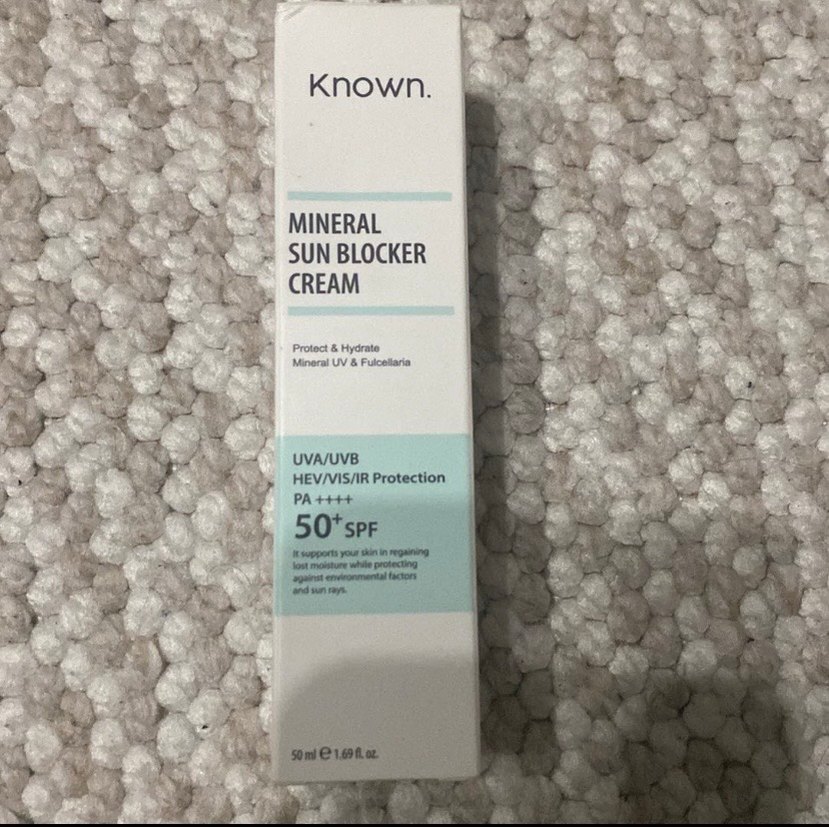 Known.
MINERAL
SUN BLOCKER
CREAM
Protect & Hydrate
Mineral UV & Fulcellaria
UVA/UVB
HEV/VIS/IR Protection
PA ++++
50+ SPF
It supports your skin in regaining
lost moisture while protecting
against environmental factors
and sun rays.
50 ml ℮ 1.69 fl. oz.